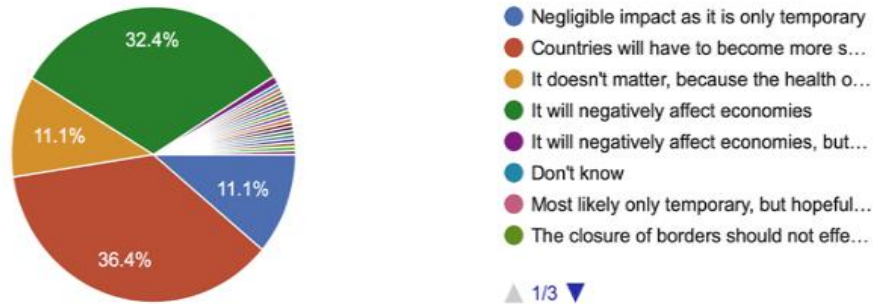 32.4%
11.1%
11.1%
36.4%
Negligible impact as it is only temporary
Countries will have to become more s...
It doesn't matter, because the health o...
It will negatively affect economies
It will negatively affect economies, but...
Don't know
Most likely only temporary, but hopeful...
The closure of borders should not effe...
1/3